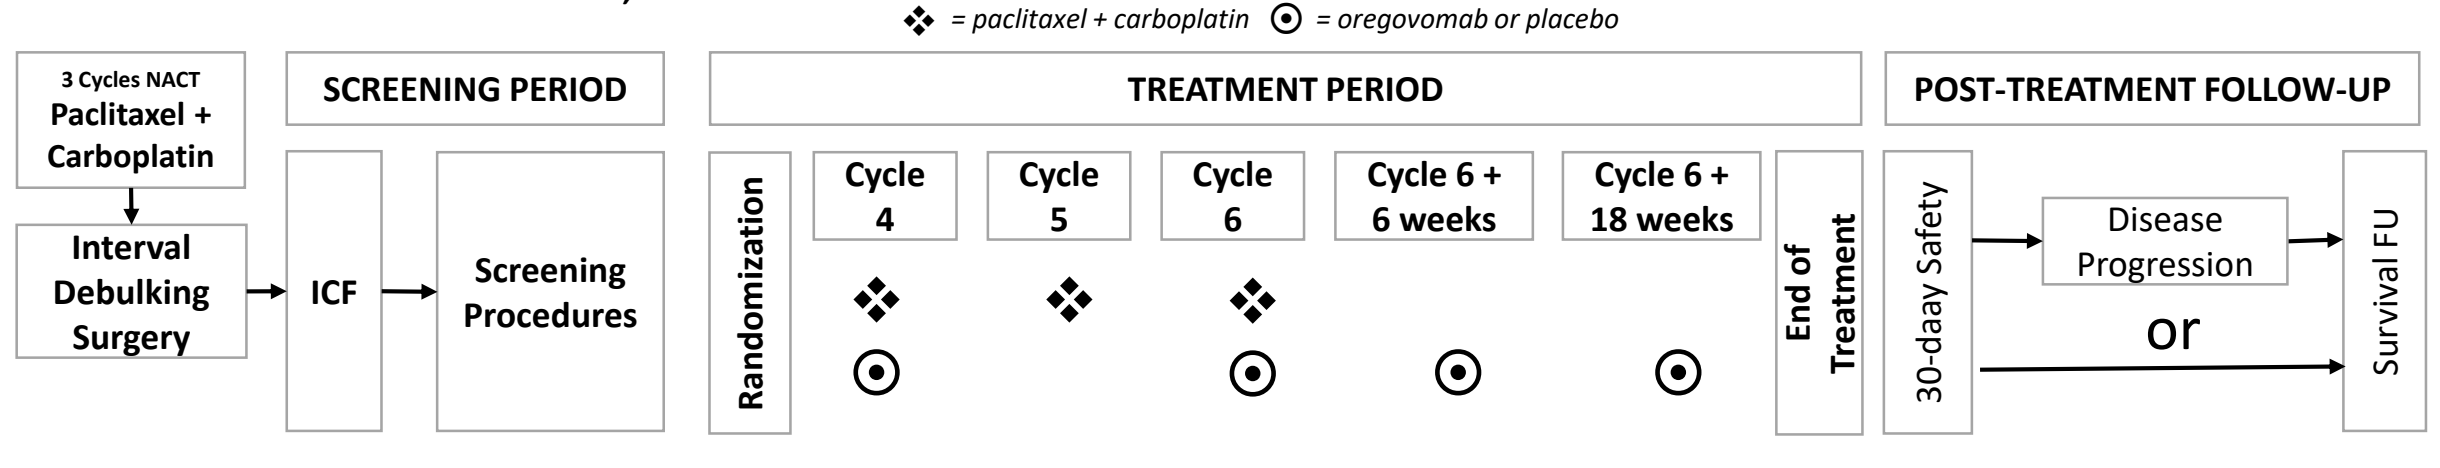 = paclitaxel + carboplatin = oregovomab or placebo
3 Cycles NACT
Paclitaxel +
Carboplatin
Interval
Debulking
Surgery
SCREENING PERIOD
ICF
Screening
Procedures
TREATMENT PERIOD
Randomization
Cycle
4
Cycle
5
Cycle
6
Cycle 6 +
6 weeks
Cycle 6 +
18 weeks
End of
Treatment
POST-TREATMENT FOLLOW-UP
30-daay Safety
Disease
Progression
or
Survival FU